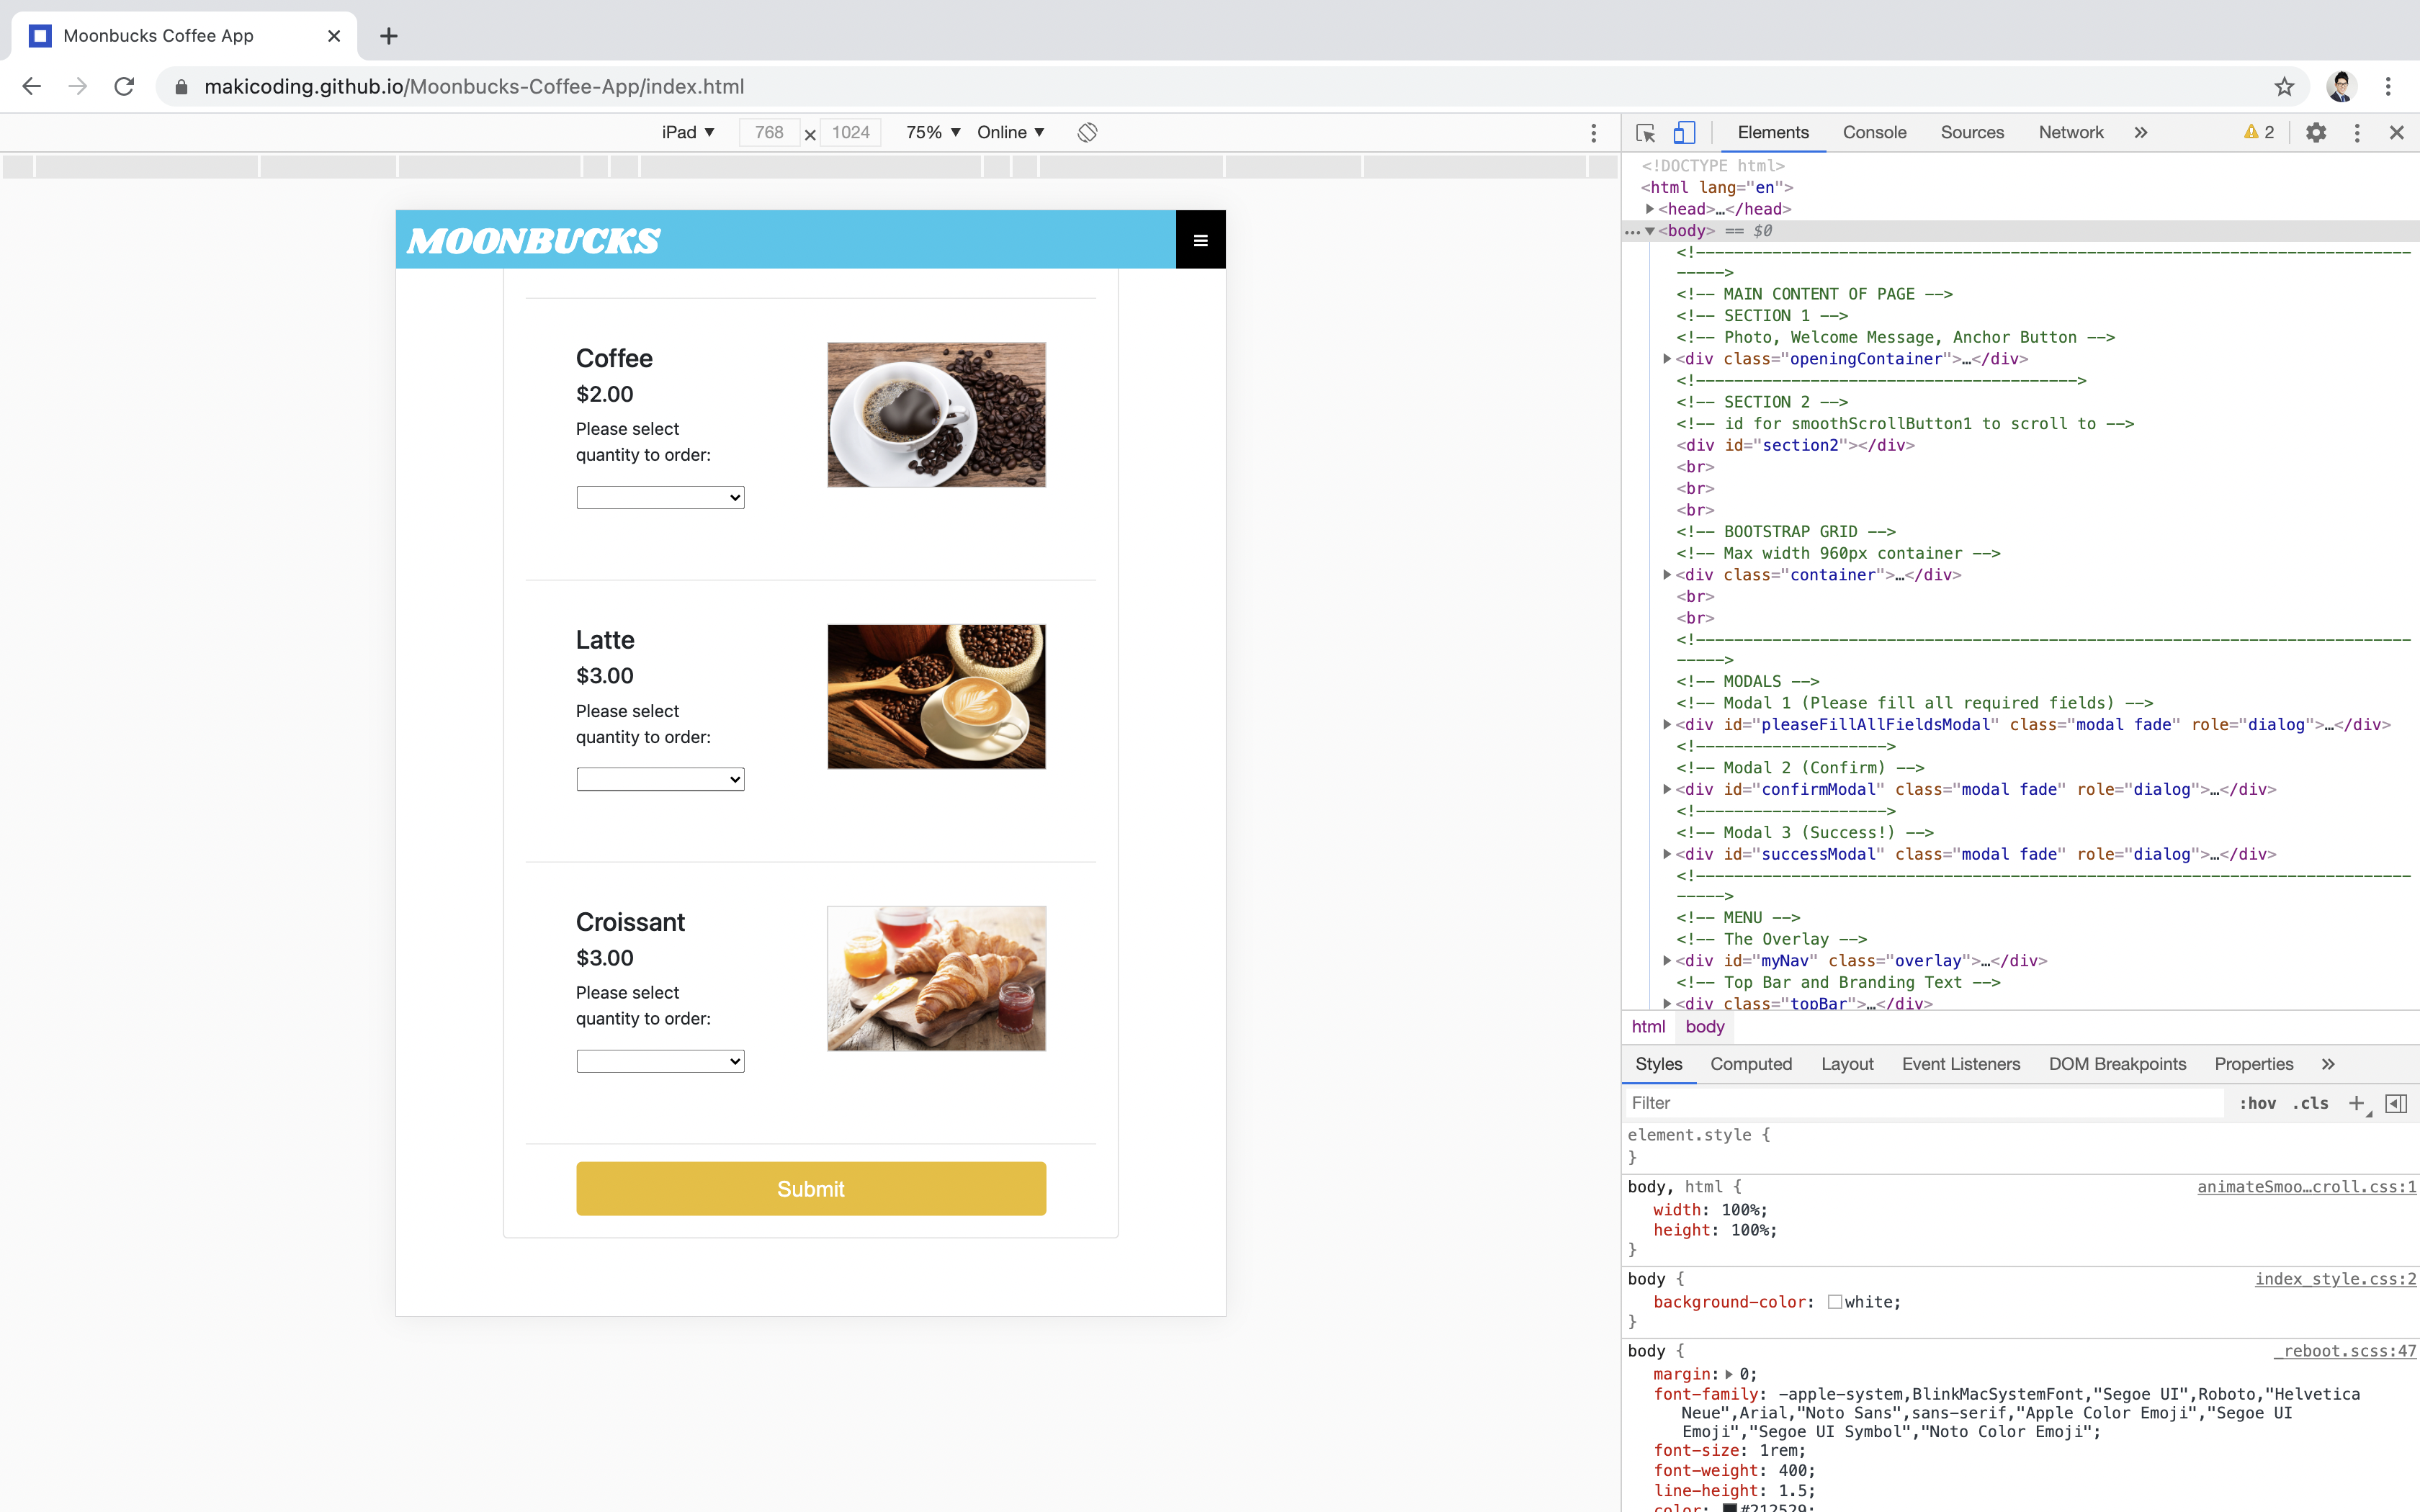 Moonbucks Coffee App
makicoding.github.io/Moonbucks-Coffee-App/index.html
iPad ▼ 768 × 1024 75% ▼ Online ▼
MOONBUCKS
Coffee
$2.00
Please select
quantity to order:
Latte
$3.00
Please select
quantity to order:
Croissant
$3.00
Please select
quantity to order:
Submit
Elements Console Sources Network » 2
<!DOCTYPE html>
<html lang="en">
<head>…</head>
<body> == $0
<!---------------------------------------------------------------------------
----->
<!-- MAIN CONTENT OF PAGE -->
<!-- SECTION 1 -->
<!-- Photo, Welcome Message, Anchor Button -->
<div class="openingContainer">…</div>
<!---------------------------------------->
<!-- SECTION 2 -->
<!-- id for smoothScrollButton1 to scroll to -->
<div id="section2"></div>
<br>
<br>
<br>
<!-- BOOTSTRAP GRID -->
<!-- Max width 960px container -->
<div class="container">…</div>
<br>
<br>
<!---------------------------------------------------------------------------
----->
<!-- MODALS -->
<!-- Modal 1 (Please fill all required fields) -->
<div id="pleaseFillAllFieldsModal" class="modal fade" role="dialog">…</div>
<!-------------------->
<!-- Modal 2 (Confirm) -->
<div id="confirmModal" class="modal fade" role="dialog">…</div>
<!-------------------->
<!-- Modal 3 (Success!) -->
<div id="successModal" class="modal fade" role="dialog">…</div>
<!---------------------------------------------------------------------------
----->
<!-- MENU -->
<!-- The Overlay -->
<div id="myNav" class="overlay">…</div>
<!-- Top Bar and Branding Text -->
<div class="topBar">…</div>
html body
Styles Computed Layout Event Listeners DOM Breakpoints Properties »
Filter :hov .cls +
element.style {
}
body, html { animateSmoo…croll.css:1
width: 100%;
height: 100%;
}
body { index_style.css:2
background-color: white;
}
body { _reboot.scss:47
margin: 0;
font-family: -apple-system,BlinkMacSystemFont,"Segoe UI",Roboto,"Helvetica
Neue",Arial,"Noto Sans",sans-serif,"Apple Color Emoji","Segoe UI
Emoji","Segoe UI Symbol","Noto Color Emoji";
font-size: 1rem;
font-weight: 400;
line-height: 1.5;
color: #212529;